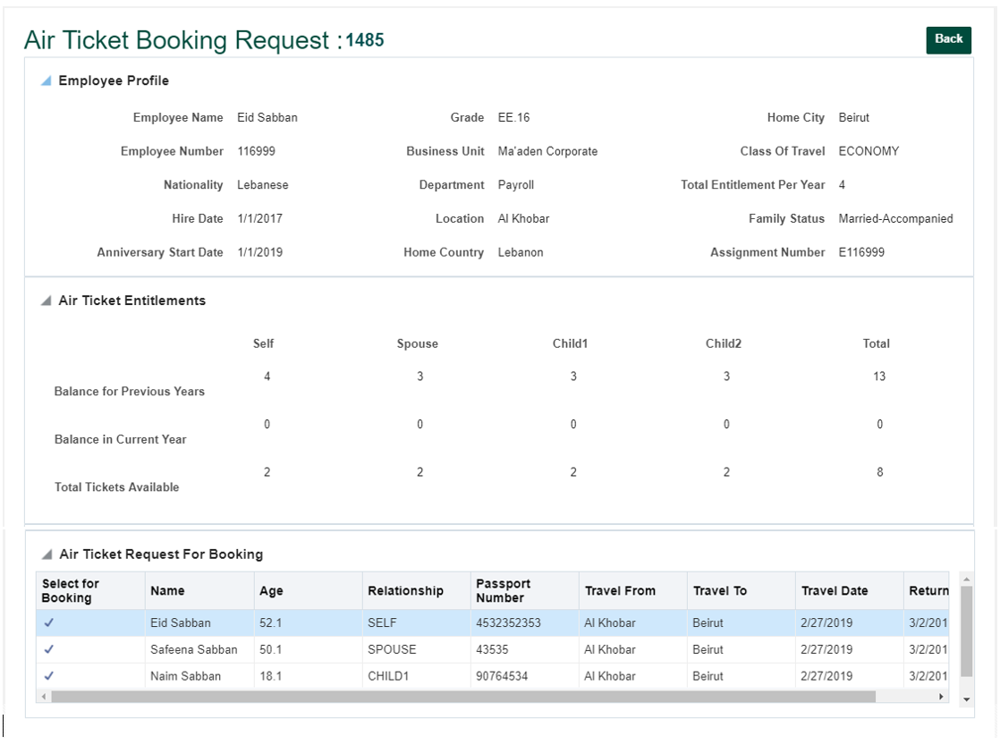 Air Ticket Booking Request :1485
Back
Employee Profile
Employee Name Eid Sabban Grade EE.16 Home City Beirut
Employee Number 116999 Business Unit Ma'aden Corporate Class Of Travel ECONOMY
Nationality Lebanese Department Payroll Total Entitlement Per Year 4
Hire Date 1/1/2017 Location Al Khobar Family Status Married-Accompanied
Anniversary Start Date 1/1/2019 Home Country Lebanon Assignment Number E116999
Air Ticket Entitlements
Self Spouse Child1 Child2 Total
4 3 3 3 13
Balance for Previous Years
0 0 0 0 0
Balance in Current Year
2 2 2 2 8
Total Tickets Available
Air Ticket Request For Booking
Select for Booking Name Age Relationship Passport Number Travel From Travel To Travel Date Return
Eid Sabban 52.1 SELF 4532352353 Al Khobar Beirut 2/27/2019 3/2/201
Safeena Sabban 50.1 SPOUSE 43535 Al Khobar Beirut 2/27/2019 3/2/201
Naim Sabban 18.1 CHILD1 90764534 Al Khobar Beirut 2/27/2019 3/2/201